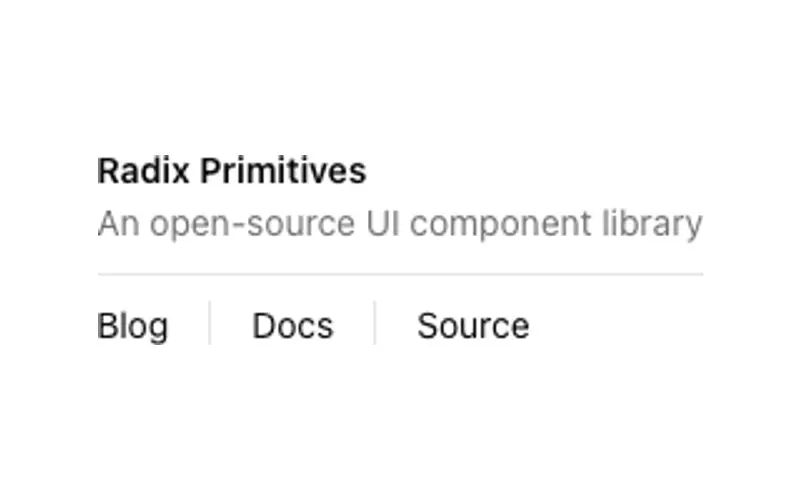 Radix Primitives
An open-source UI component library
Blog
Docs
Source